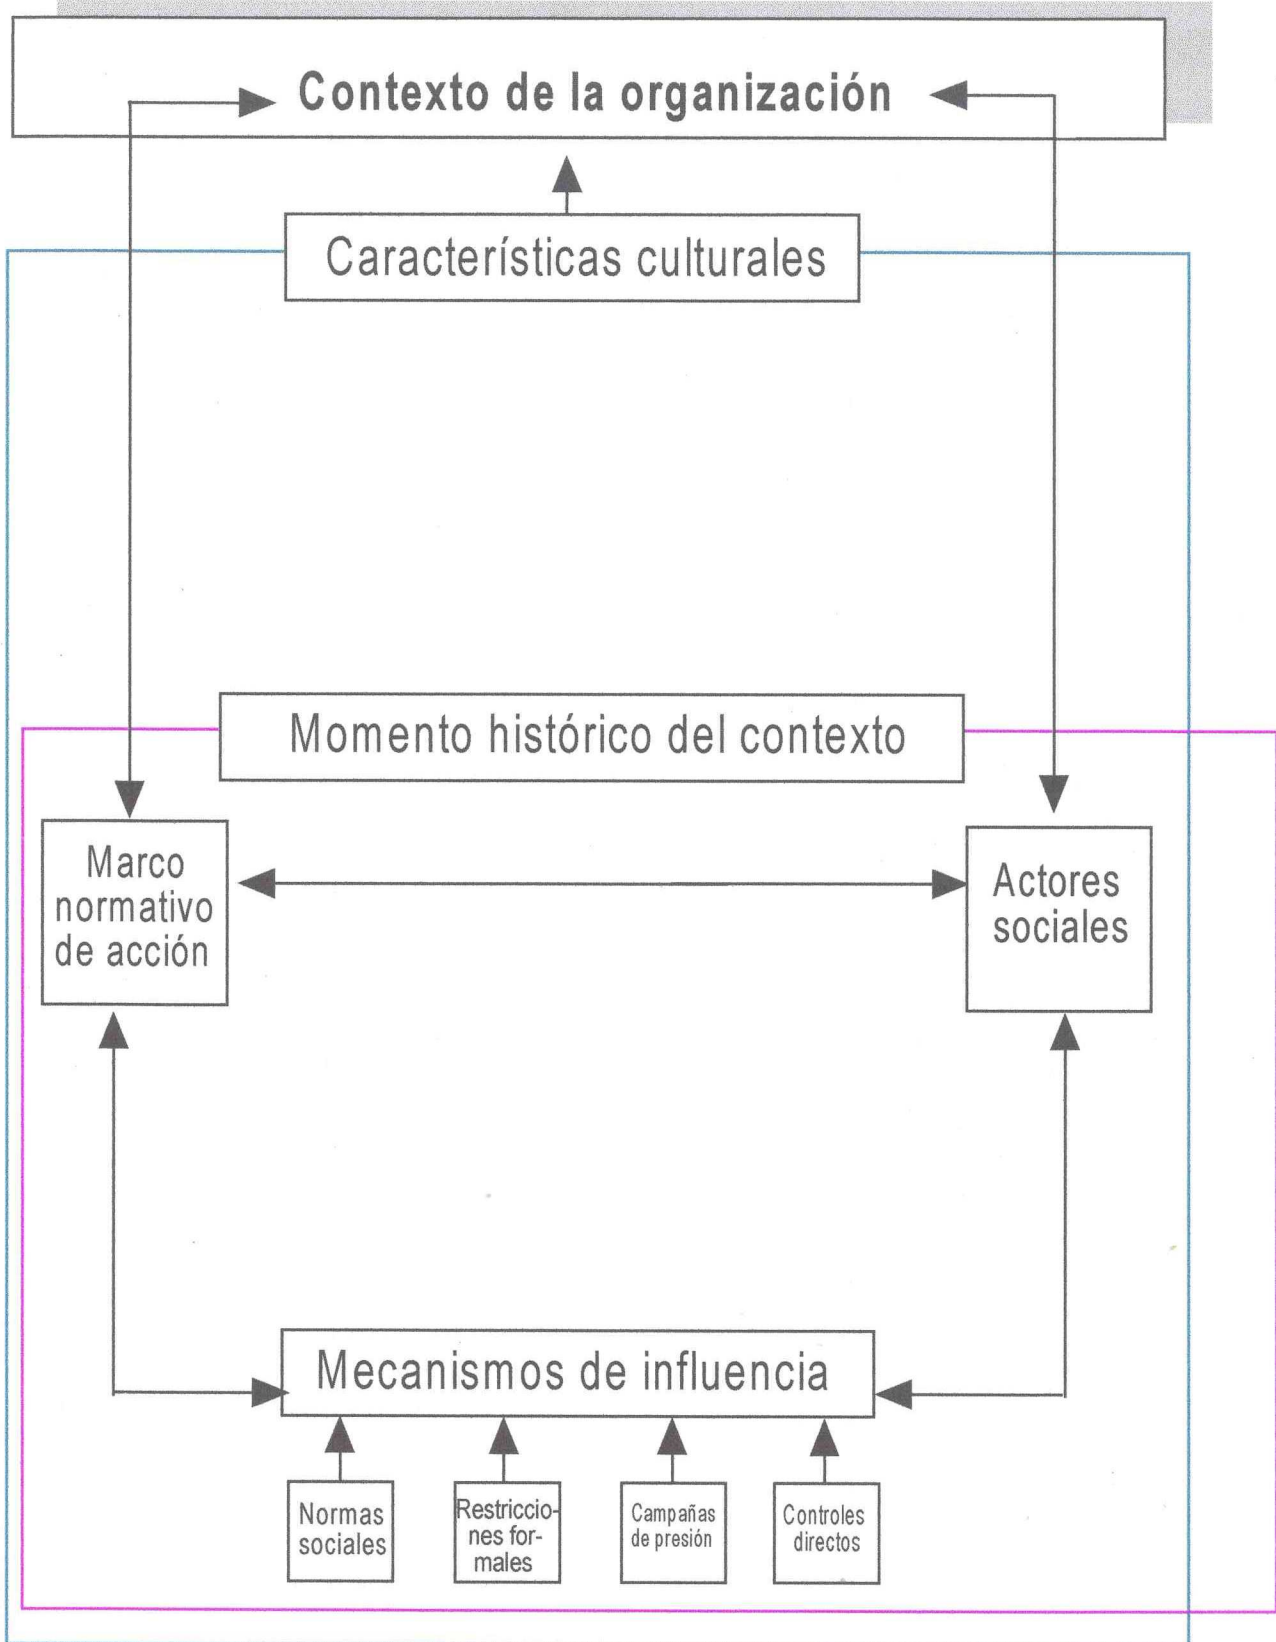 Contexto de la organización
Características culturales
Momento histórico del contexto
Marco
normativo
de acción
Actores
sociales
Mecanismos de influencia
Normas
sociales
Restriccio-
nes for-
males
Campañas
de presión
Controles
directos